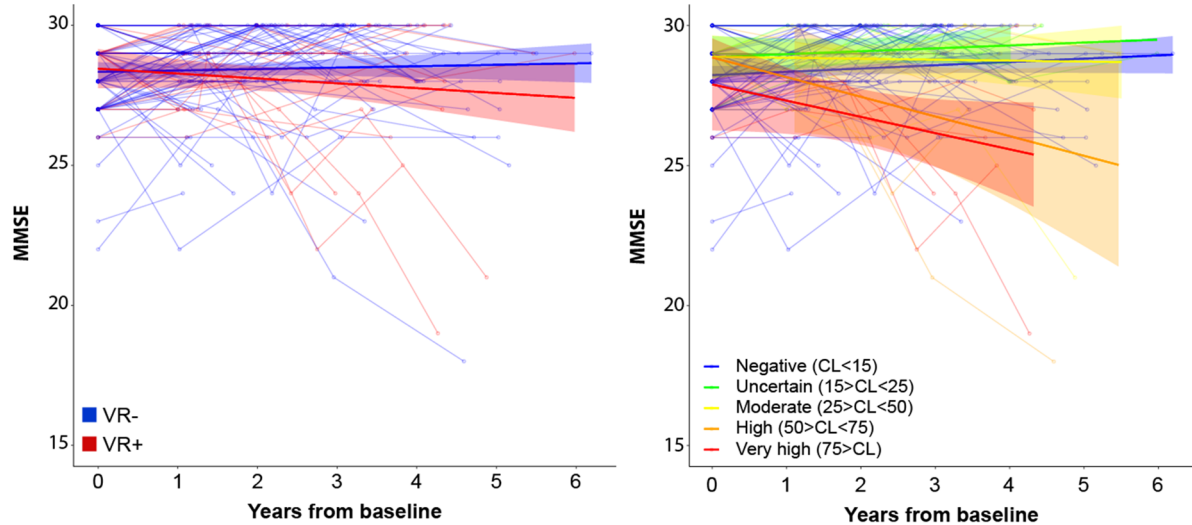 30
25
20
15
MMSE
0 1 2 3 4 5 6
Years from baseline
VR-
VR+
30
25
20
15
MMSE
0 1 2 3 4 5 6
Years from baseline
Negative (CL<15)
Uncertain (15>CL<25)
Moderate (25>CL<50)
High (50>CL<75)
Very high (75>CL)